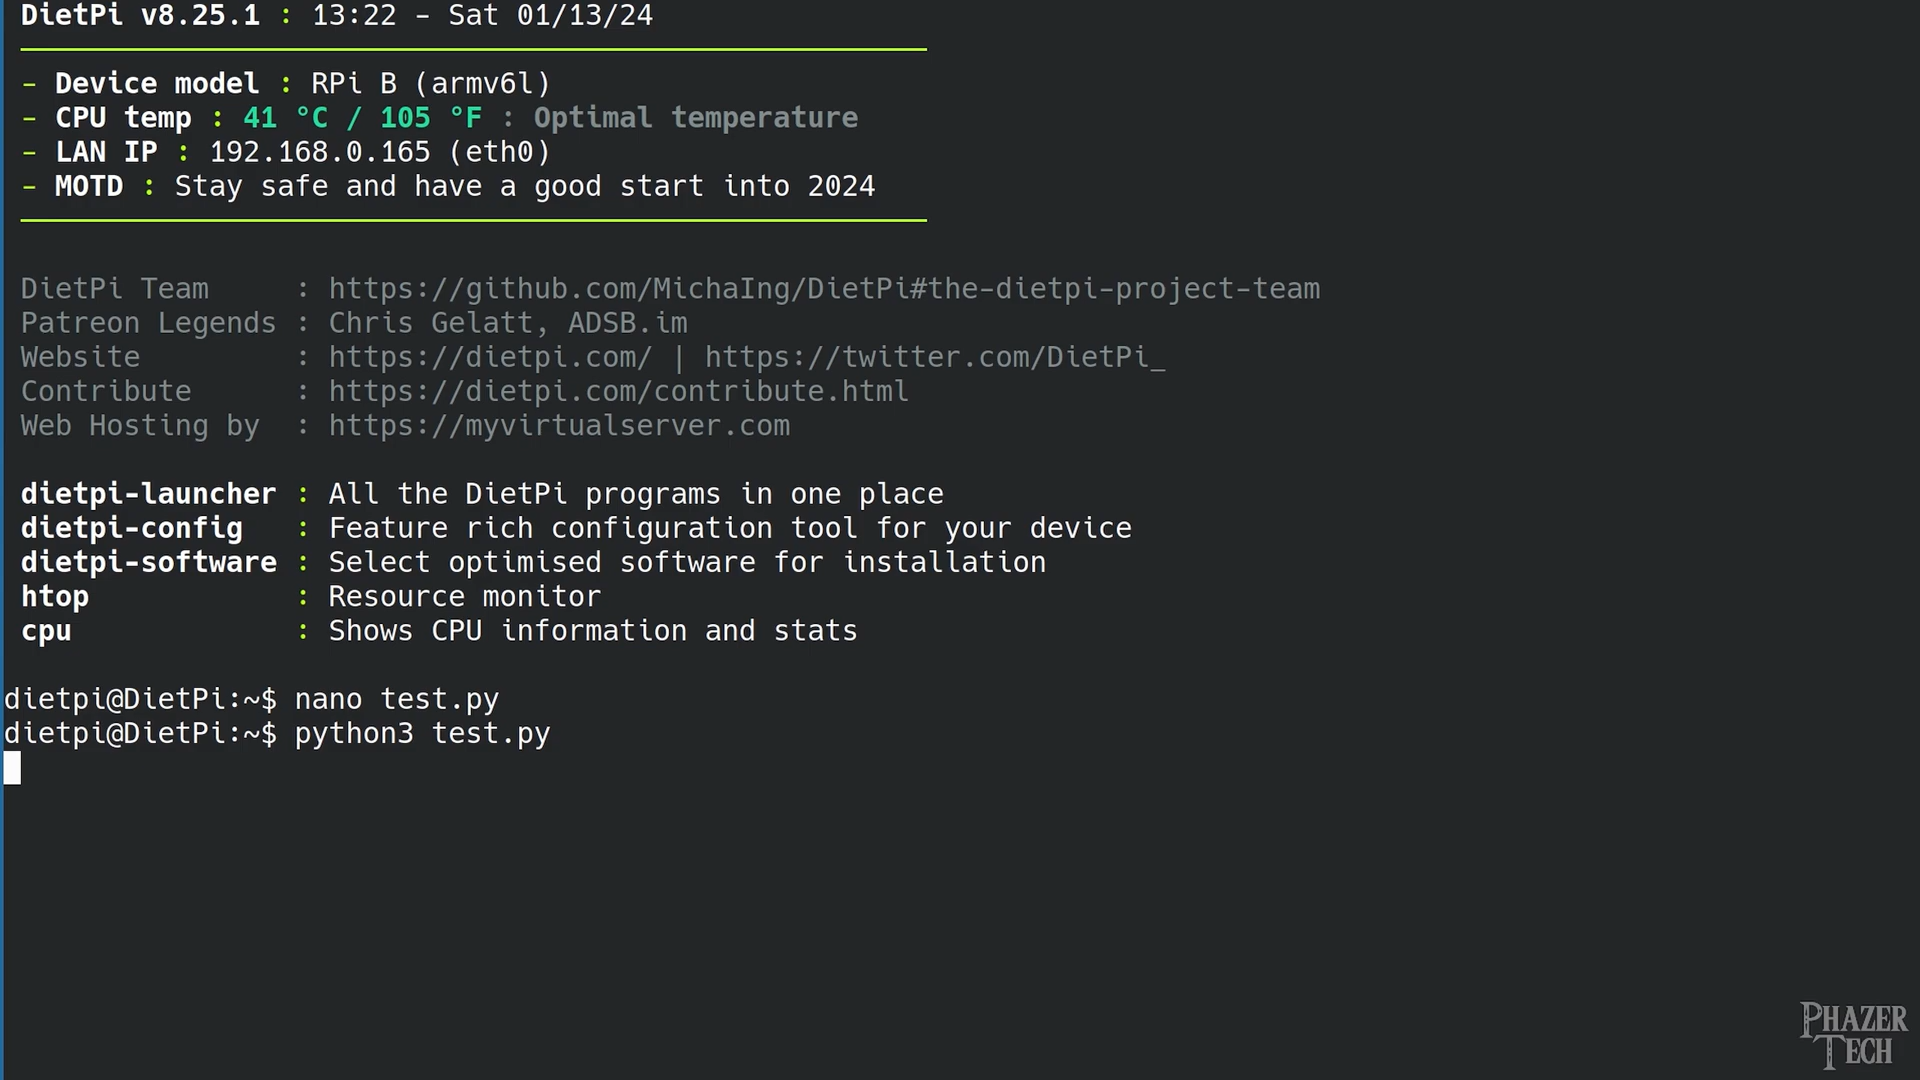 DietPi v8.25.1 : 13:22 - Sat 01/13/24
- Device model : RPi B (armv6l)
- CPU temp : 41 °C / 105 °F : Optimal temperature
- LAN IP : 192.168.0.165 (eth0)
- MOTD : Stay safe and have a good start into 2024
DietPi Team     : https://github.com/MichaIng/DietPi#the-dietpi-project-team
Patreon Legends : Chris Gelatt, ADSB.im
Website         : https://dietpi.com/ | https://twitter.com/DietPi_
Contribute      : https://dietpi.com/contribute.html
Web Hosting by  : https://myvirtualserver.com
dietpi-launcher : All the DietPi programs in one place
dietpi-config   : Feature rich configuration tool for your device
dietpi-software : Select optimised software for installation
htop            : Resource monitor
cpu             : Shows CPU information and stats
dietpi@DietPi:~$ nano test.py
dietpi@DietPi:~$ python3 test.py
PHAZER
TECH